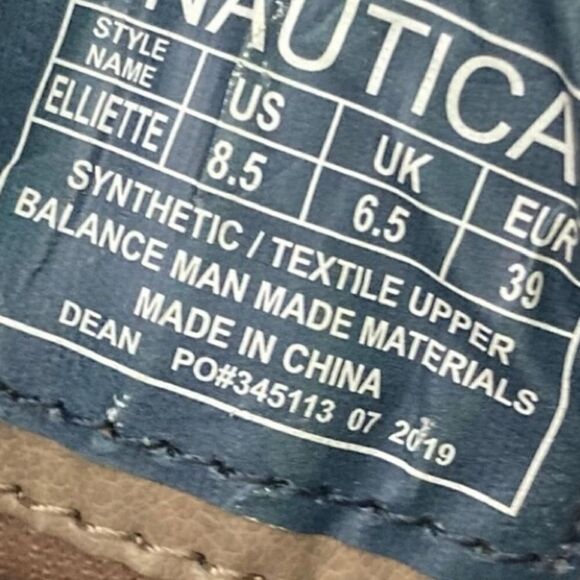 NAUTICA
STYLE NAME US UK EUR
ELLIETTE 8.5 6.5 39
SYNTHETIC / TEXTILE UPPER
BALANCE MAN MADE MATERIALS
MADE IN CHINA
DEAN PO#345113 07 2019